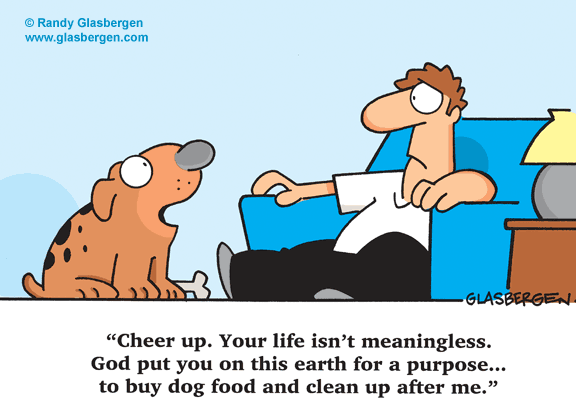 © Randy Glasbergen
www.glasbergen.com
GLASBERGEN
“Cheer up. Your life isn’t meaningless.
God put you on this earth for a purpose...
to buy dog food and clean up after me.”